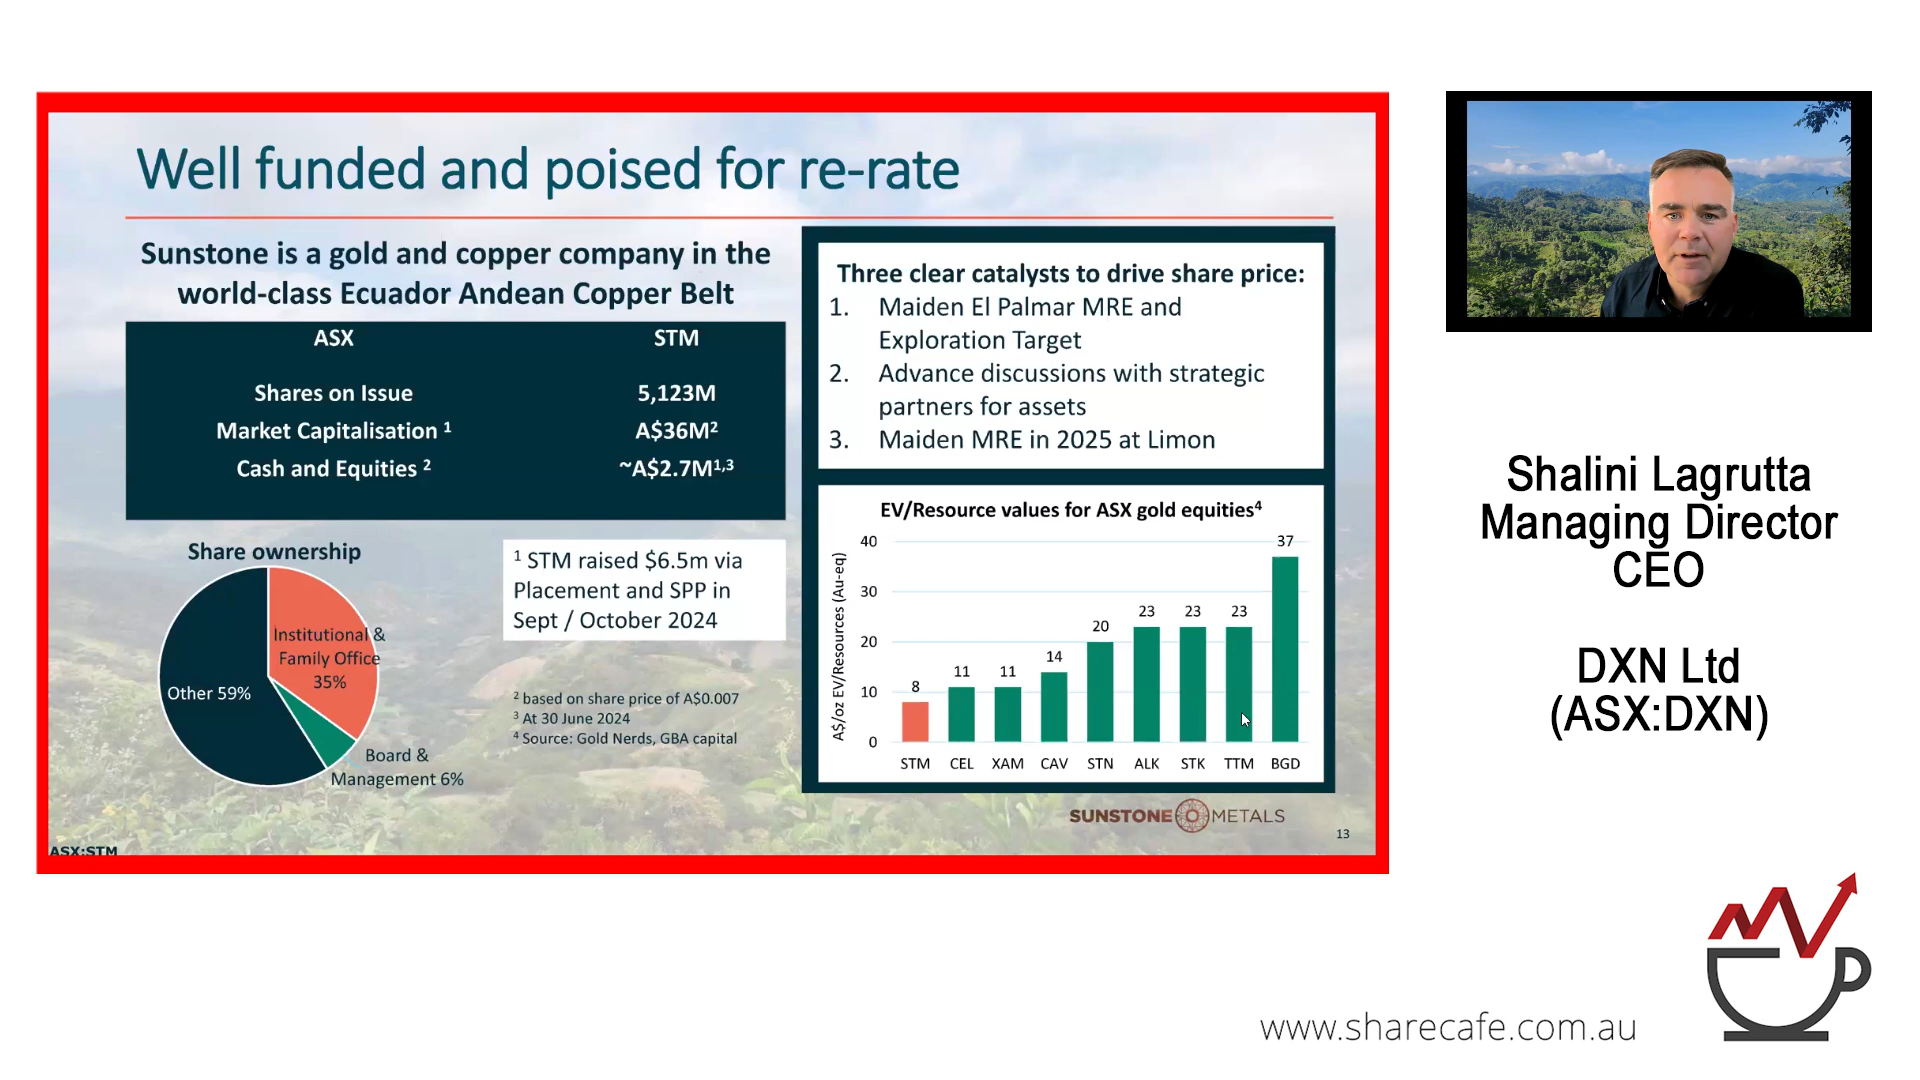 Well funded and poised for re-rate
Sunstone is a gold and copper company in the
world-class Ecuador Andean Copper Belt
ASX STM
Shares on Issue 5,123M
Market Capitalisation ¹ A$36M²
Cash and Equities ² ~A$2.7M¹,³
Share ownership
Institutional &
Family Office
35%
Other 59%
Board &
Management 6%
¹ STM raised $6.5m via
Placement and SPP in
Sept / October 2024
² based on share price of A$0.007
³ At 30 June 2024
⁴ Source: Gold Nerds, GBA capital
Three clear catalysts to drive share price:
1. Maiden El Palmar MRE and
Exploration Target
2. Advance discussions with strategic
partners for assets
3. Maiden MRE in 2025 at Limon
EV/Resource values for ASX gold equities⁴
A$/oz EV/Resources (Au-eq)
40
30
20
10
0
8 11 11 14 20 23 23 23 37
STM CEL XAM CAV STN ALK STK TTM BGD
SUNSTONE METALS
13
ASX:STM
Shalini Lagrutta
Managing Director
CEO
DXN Ltd
(ASX:DXN)
www.sharecafe.com.au